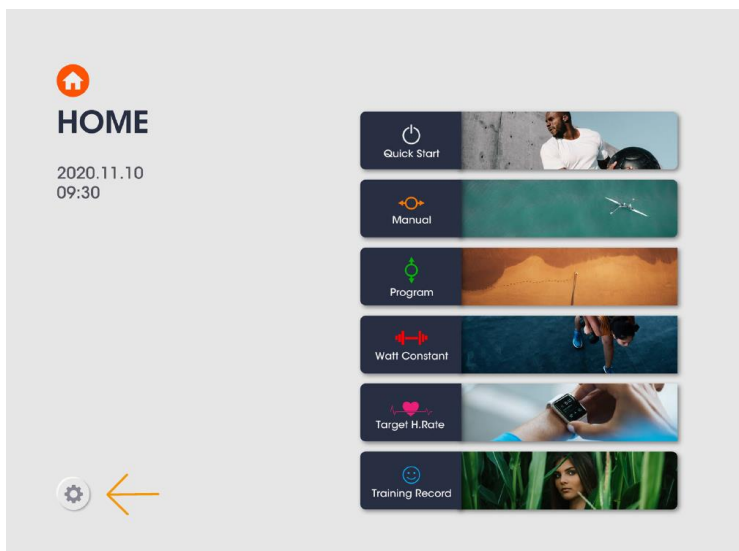 HOME
2020.11.10
09:30
Quick Start
Manual
Program
Watt Constant
Target H.Rate
Training Record